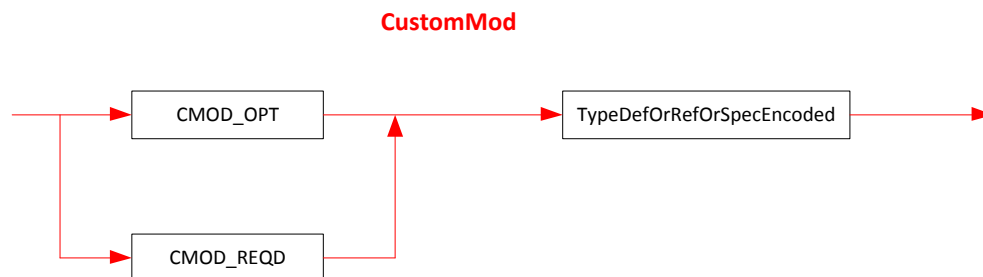 CustomMod
CMOD_OPT
TypeDefOrRefOrSpecEncoded
CMOD_REQD